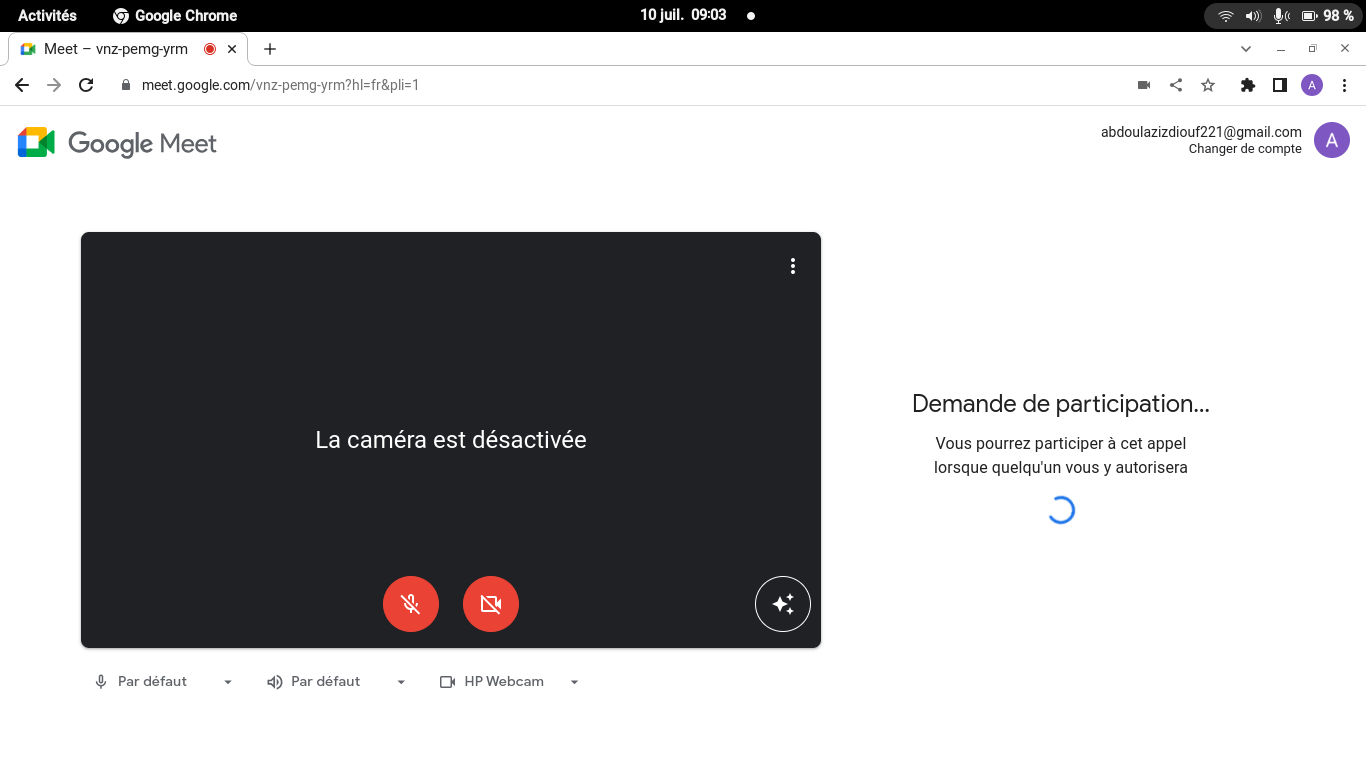 Activités
Google Chrome
10 juil. 09:03
98 %
Meet – vnz-pemg-yrm
meet.google.com/vnz-pemg-yrm?hl=fr&pli=1
A
Google Meet
abdoulazizdiouf221@gmail.com
Changer de compte
A
La caméra est désactivée
Demande de participation...
Vous pourrez participer à cet appel
lorsque quelqu'un vous y autorisera
Par défaut
Par défaut
HP Webcam